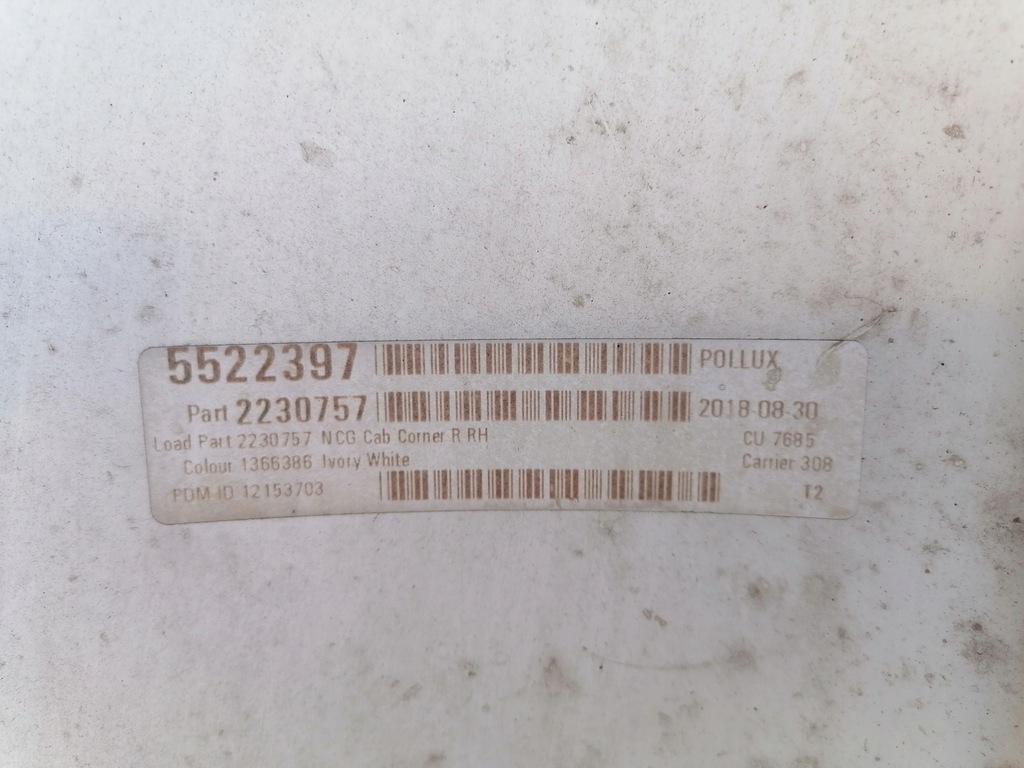 5522397 POLLUX
Part 2230757 2018-08-30
Load Part 2230757 NCG Cab Corner R RH CU 7685
Colour 1366386 Ivory White Carrier 308
PDM ID 12153703 T2